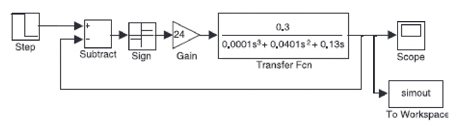 Step
+
-
Subtract
Sign
24
Gain
0.3
0.0001s³+ 0.0401s²+ 0.13s
Transfer Fcn
Scope
simout
To Workspace